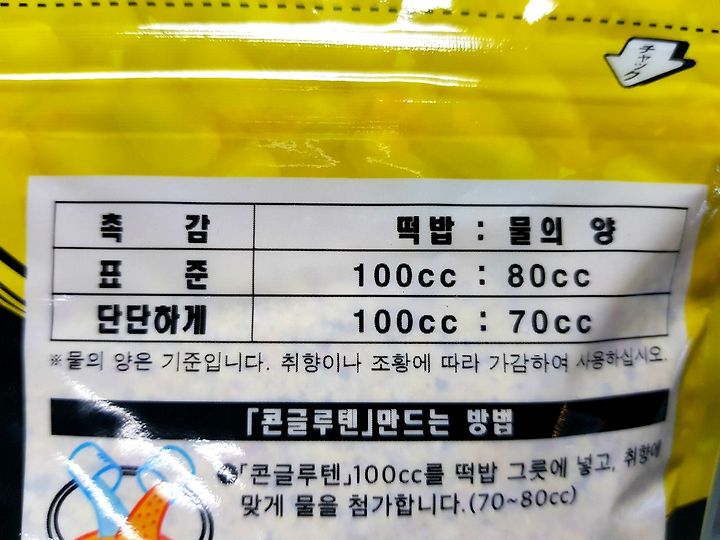 チャック
촉 감 떡밥 : 물의 양
표 준 100cc : 80cc
단단하게 100cc : 70cc
※물의 양은 기준입니다. 취향이나 조황에 따라 가감하여 사용하십시오.
「콘글루텐」만드는 방법
「콘글루텐」100cc를 떡밥 그릇에 넣고, 취향에
맞게 물을 첨가합니다.(70~80cc)